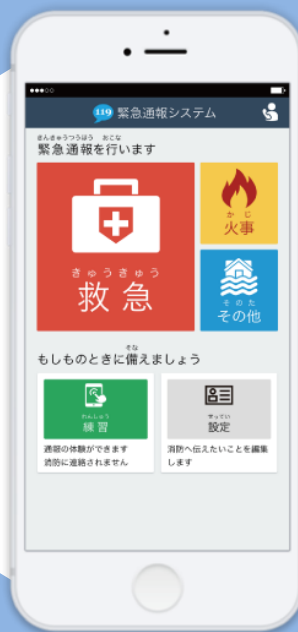 119 緊急通報システム
きんきゅうつうほう おこな
緊急通報を行います
きゅうきゅう
救急
かじ
火事
そのた
その他
そな
もしものときに備えましょう
れんしゅう
練習
通報の体験ができます
消防に連絡されません
せってい
設定
消防へ伝えたいことを編集
します